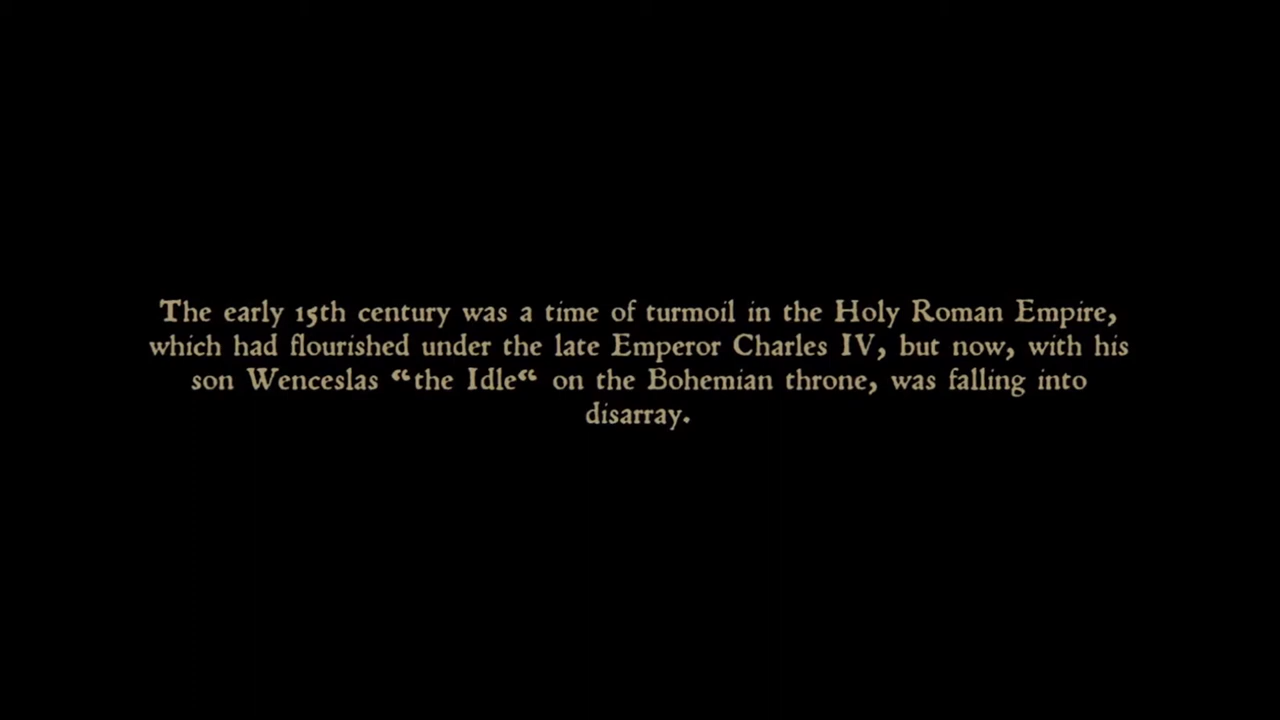 The early 15th century was a time of turmoil in the Holy Roman Empire,
which had flourished under the late Emperor Charles IV, but now, with his
son Wenceslas “the Idle“ on the Bohemian throne, was falling into
disarray.